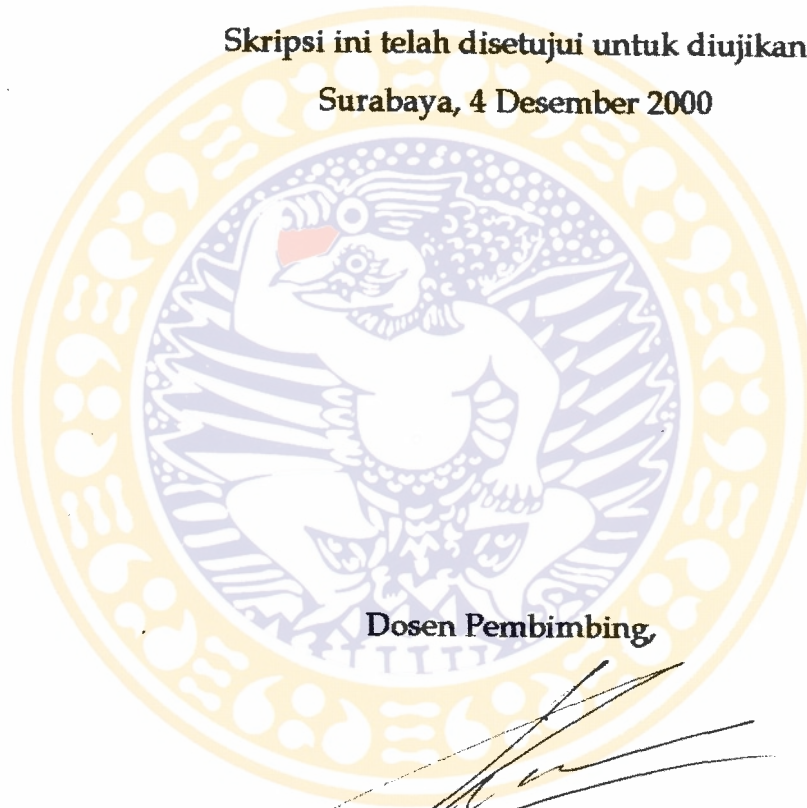 Skripsi ini telah disetujui untuk diujikan
Surabaya, 4 Desember 2000
Dosen Pembimbing,